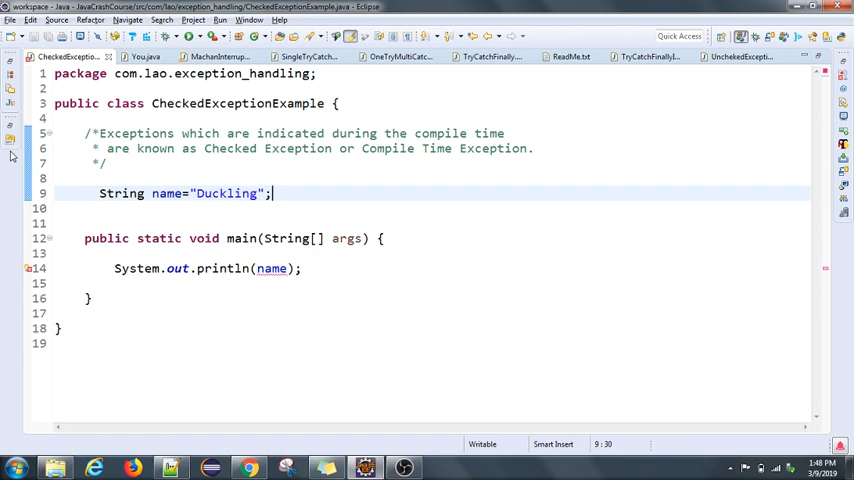 workspace - Java - JavaCrashCourse/src/com/lao/exception_handling/CheckedExceptionExample.java - Eclipse
File Edit Source Refactor Navigate Search Project Run Window Help
Quick Access
CheckedExceptio... You.java MachanInterrup... SingleTryCatch... OneTryMultiCatc... TryCatchFinally... ReadMe.txt TryCatchFinallyI... UnchekedExcepti...
1 package com.lao.exception_handling;
2
3 public class CheckedExceptionExample {
4
5 /*Exceptions which are indicated during the compile time
6 * are known as Checked Exception or Compile Time Exception.
7 */
8
9 String name="Duckling";
10
11
12 public static void main(String[] args) {
13
14 System.out.println(name);
15
16 }
17
18 }
19
Writable Smart Insert 9 : 30
1:48 PM
3/9/2019